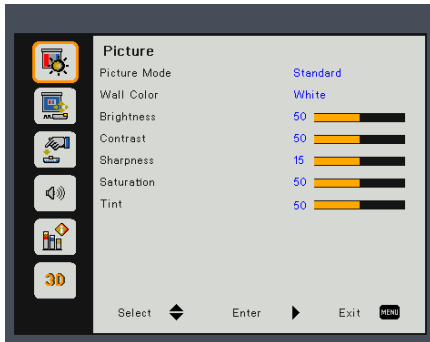 Picture
Picture Mode Standard
Wall Color White
Brightness 50
Contrast 50
Sharpness 15
Saturation 50
Tint 50
3D
Select Enter Exit MENU